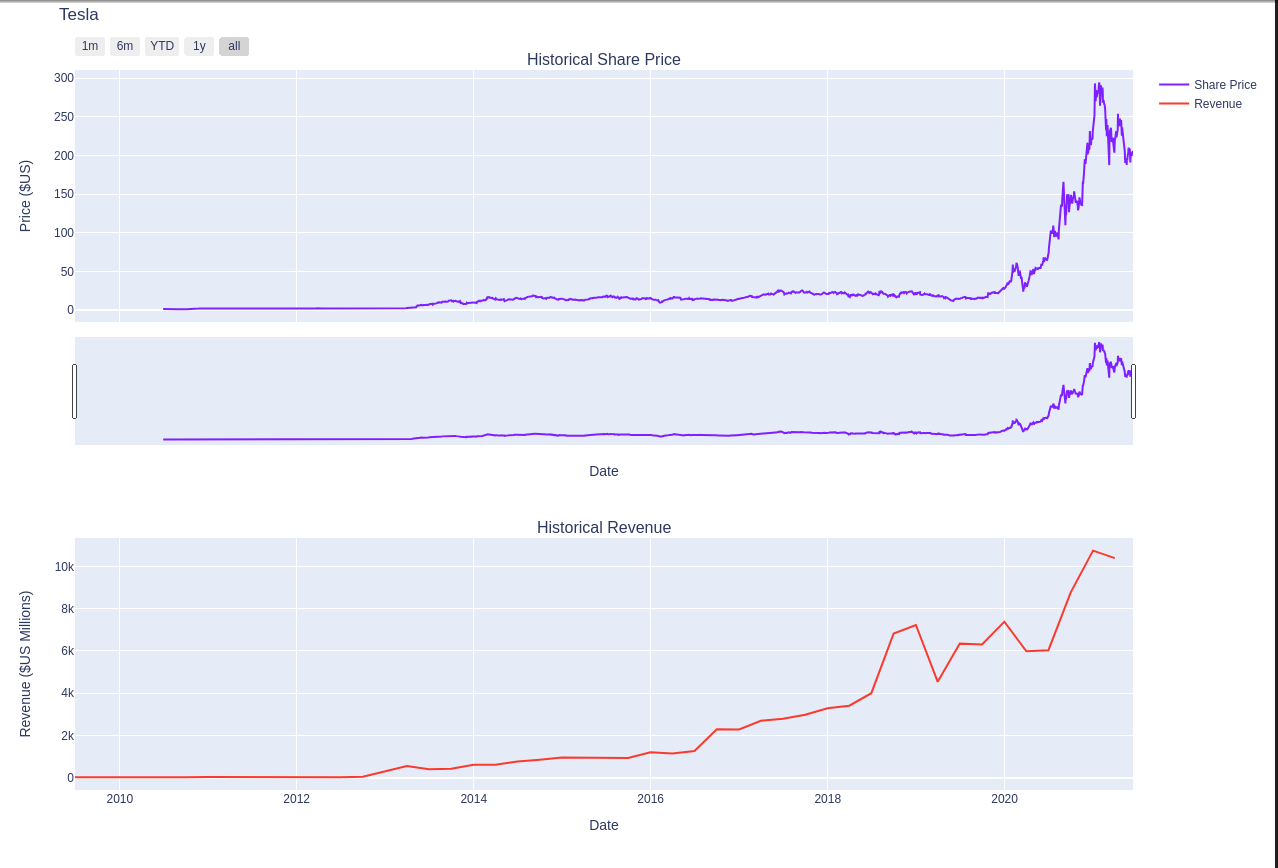 Tesla
1m 6m YTD 1y all
Historical Share Price
Share Price
Revenue
Price ($US)
300
250
200
150
100
50
0
Date
Historical Revenue
Revenue ($US Millions)
10k
8k
6k
4k
2k
0
2010 2012 2014 2016 2018 2020
Date